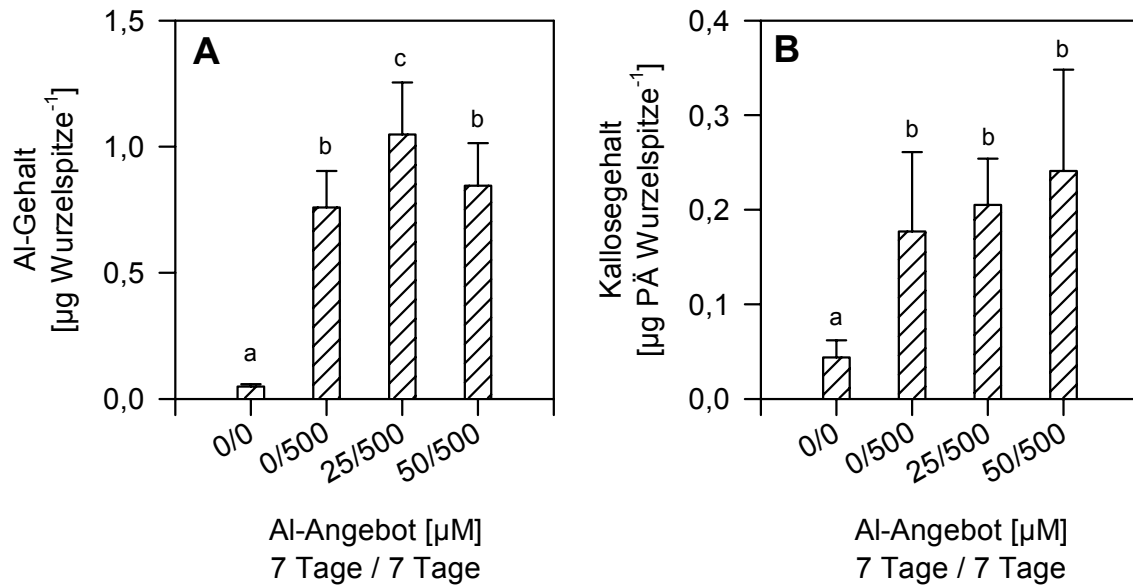 A
Al-Gehalt
[µg Wurzelspitze⁻¹]
1,5
1,0
0,5
0,0
a
b
c
b
0/0
0/500
25/500
50/500
Al-Angebot [µM]
7 Tage / 7 Tage
B
Kallosegehalt
[µg PÄ Wurzelspitze⁻¹]
0,4
0,3
0,2
0,1
0,0
a
b
b
b
0/0
0/500
25/500
50/500
Al-Angebot [µM]
7 Tage / 7 Tage